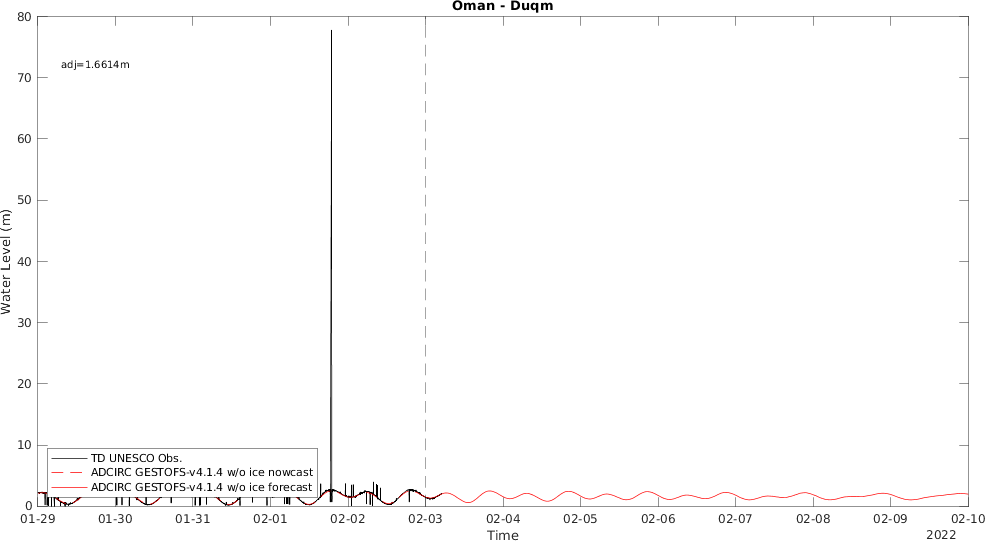 Oman - Duqm
80
adj=1.6614m
70
60
50
40
30
20
10
0
Water Level (m)
TD UNESCO Obs.
ADCIRC GESTOFS-v4.1.4 w/o ice nowcast
ADCIRC GESTOFS-v4.1.4 w/o ice forecast
01-29 01-30 01-31 02-01 02-02 02-03 02-04 02-05 02-06 02-07 02-08 02-09 02-10
Time
2022